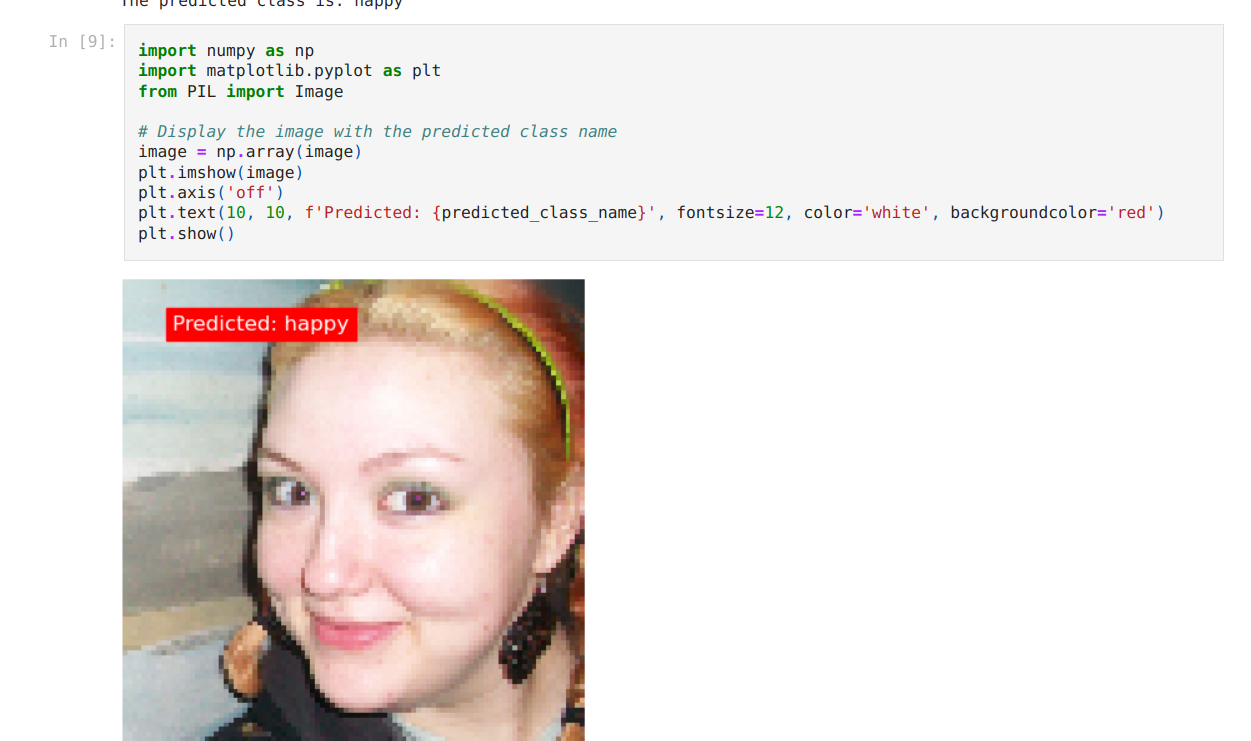 The predicted class is: happy
In [9]:
import numpy as np
import matplotlib.pyplot as plt
from PIL import Image
# Display the image with the predicted class name
image = np.array(image)
plt.imshow(image)
plt.axis('off')
plt.text(10, 10, f'Predicted: {predicted_class_name}', fontsize=12, color='white', backgroundcolor='red')
plt.show()
Predicted: happy